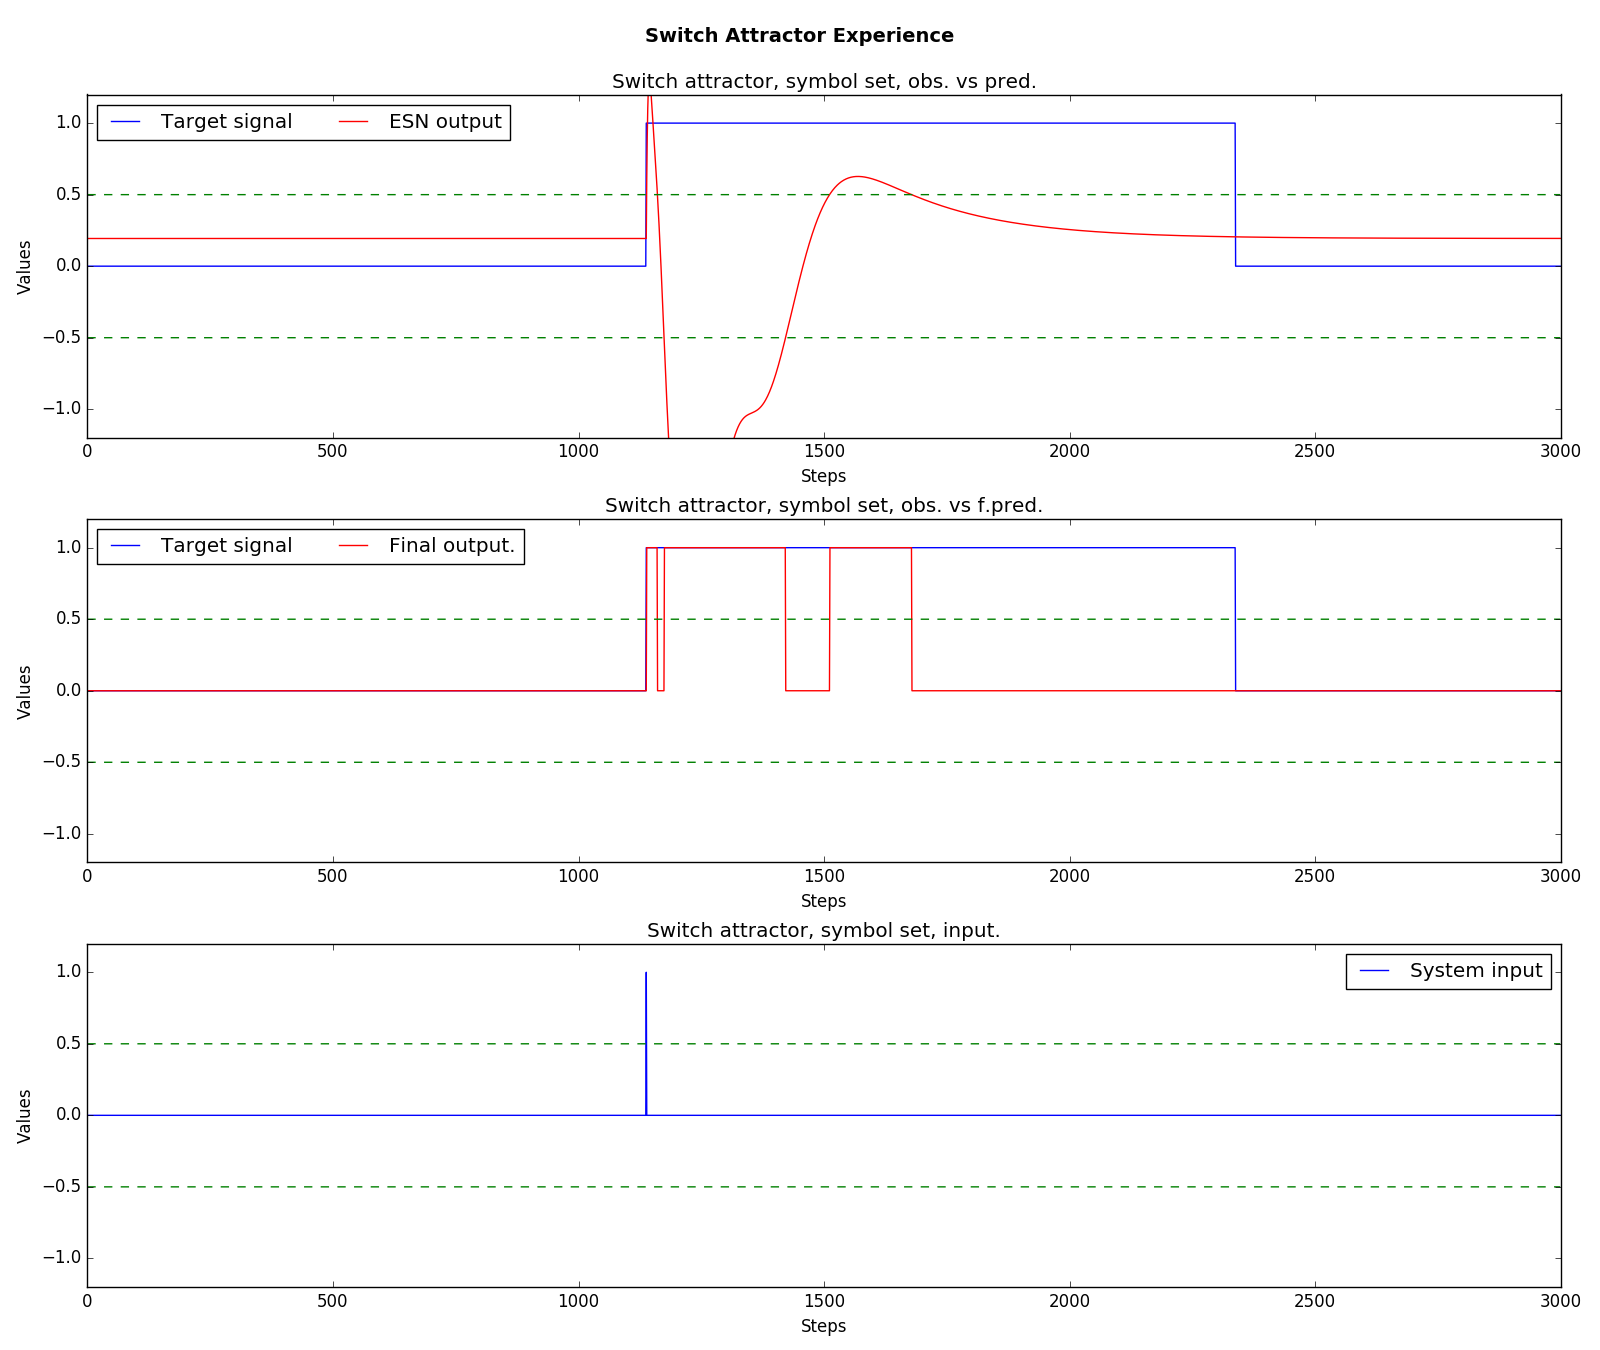 Switch Attractor Experience
Switch attractor, symbol set, obs. vs pred.
Target signal ESN output
1.0
0.5
0.0
−0.5
−1.0
Values
0 500 1000 1500 2000 2500 3000
Steps
Switch attractor, symbol set, obs. vs f.pred.
Target signal Final output.
1.0
0.5
0.0
−0.5
−1.0
Values
0 500 1000 1500 2000 2500 3000
Steps
Switch attractor, symbol set, input.
System input
1.0
0.5
0.0
−0.5
−1.0
Values
0 500 1000 1500 2000 2500 3000
Steps